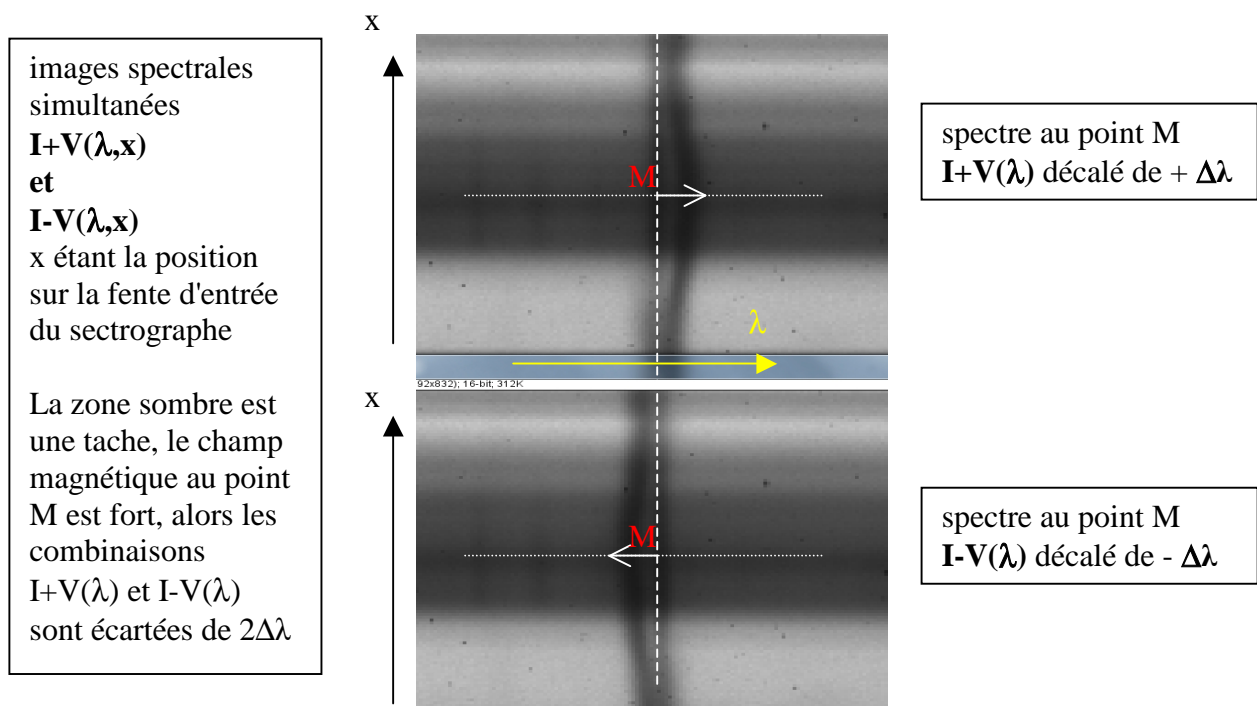 images spectrales
simultanées
I+V(λ,x)
et
I-V(λ,x)
x étant la position
sur la fente d'entrée
du sectrographe
La zone sombre est
une tache, le champ
magnétique au point
M est fort, alors les
combinaisons
I+V(λ) et I-V(λ)
sont écartées de 2Δλ
x
M
λ
92x832); 16-bit; 312K
x
M
spectre au point M
I+V(λ) décalé de + Δλ
spectre au point M
I-V(λ) décalé de - Δλ